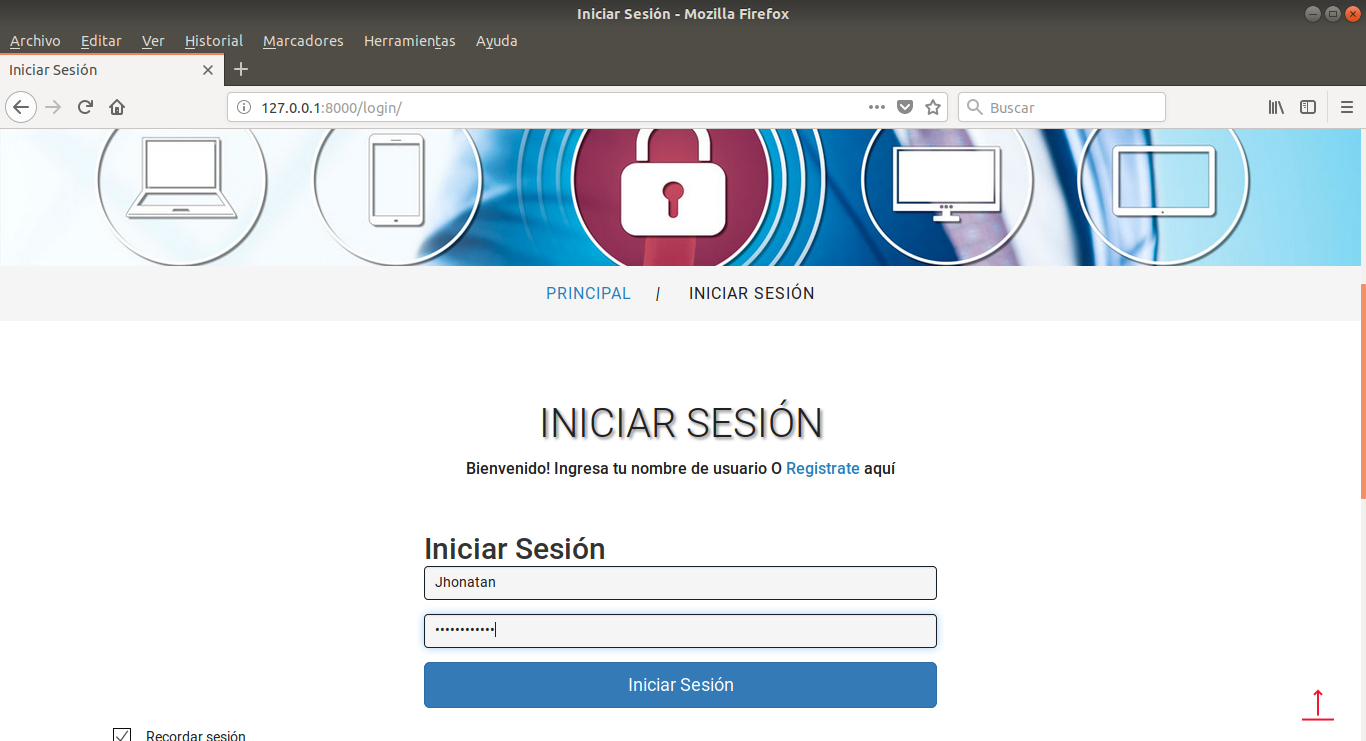 Iniciar Sesión - Mozilla Firefox
Archivo Editar Ver Historial Marcadores Herramientas Ayuda
Iniciar Sesión
127.0.0.1:8000/login/
Buscar
PRINCIPAL / INICIAR SESIÓN
INICIAR SESIÓN
Bienvenido! Ingresa tu nombre de usuario O Registrate aquí
Iniciar Sesión
Jhonatan
••••••••••••
Iniciar Sesión
Recordar sesión